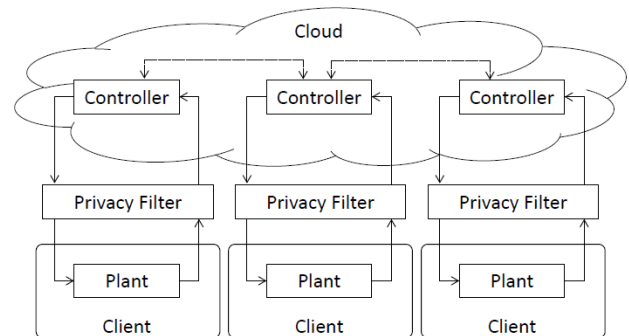 Cloud
Controller Controller Controller
Privacy Filter Privacy Filter Privacy Filter
Plant Plant Plant
Client Client Client